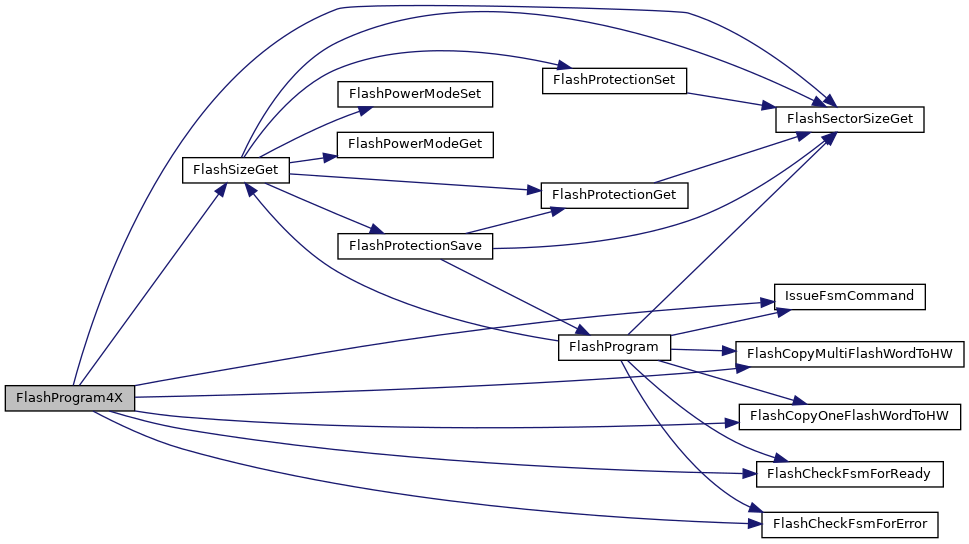 FlashProtectionSet
FlashPowerModeSet
FlashSectorSizeGet
FlashPowerModeGet
FlashSizeGet
FlashProtectionGet
FlashProtectionSave
IssueFsmCommand
FlashProgram
FlashCopyMultiFlashWordToHW
FlashProgram4X
FlashCopyOneFlashWordToHW
FlashCheckFsmForReady
FlashCheckFsmForError